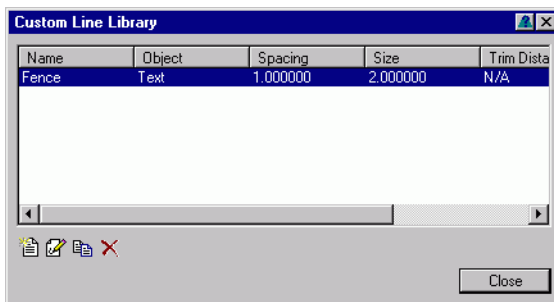 Custom Line Library
Name Object Spacing Size Trim Dista
Fence Text 1.000000 2.000000 N/A
Close